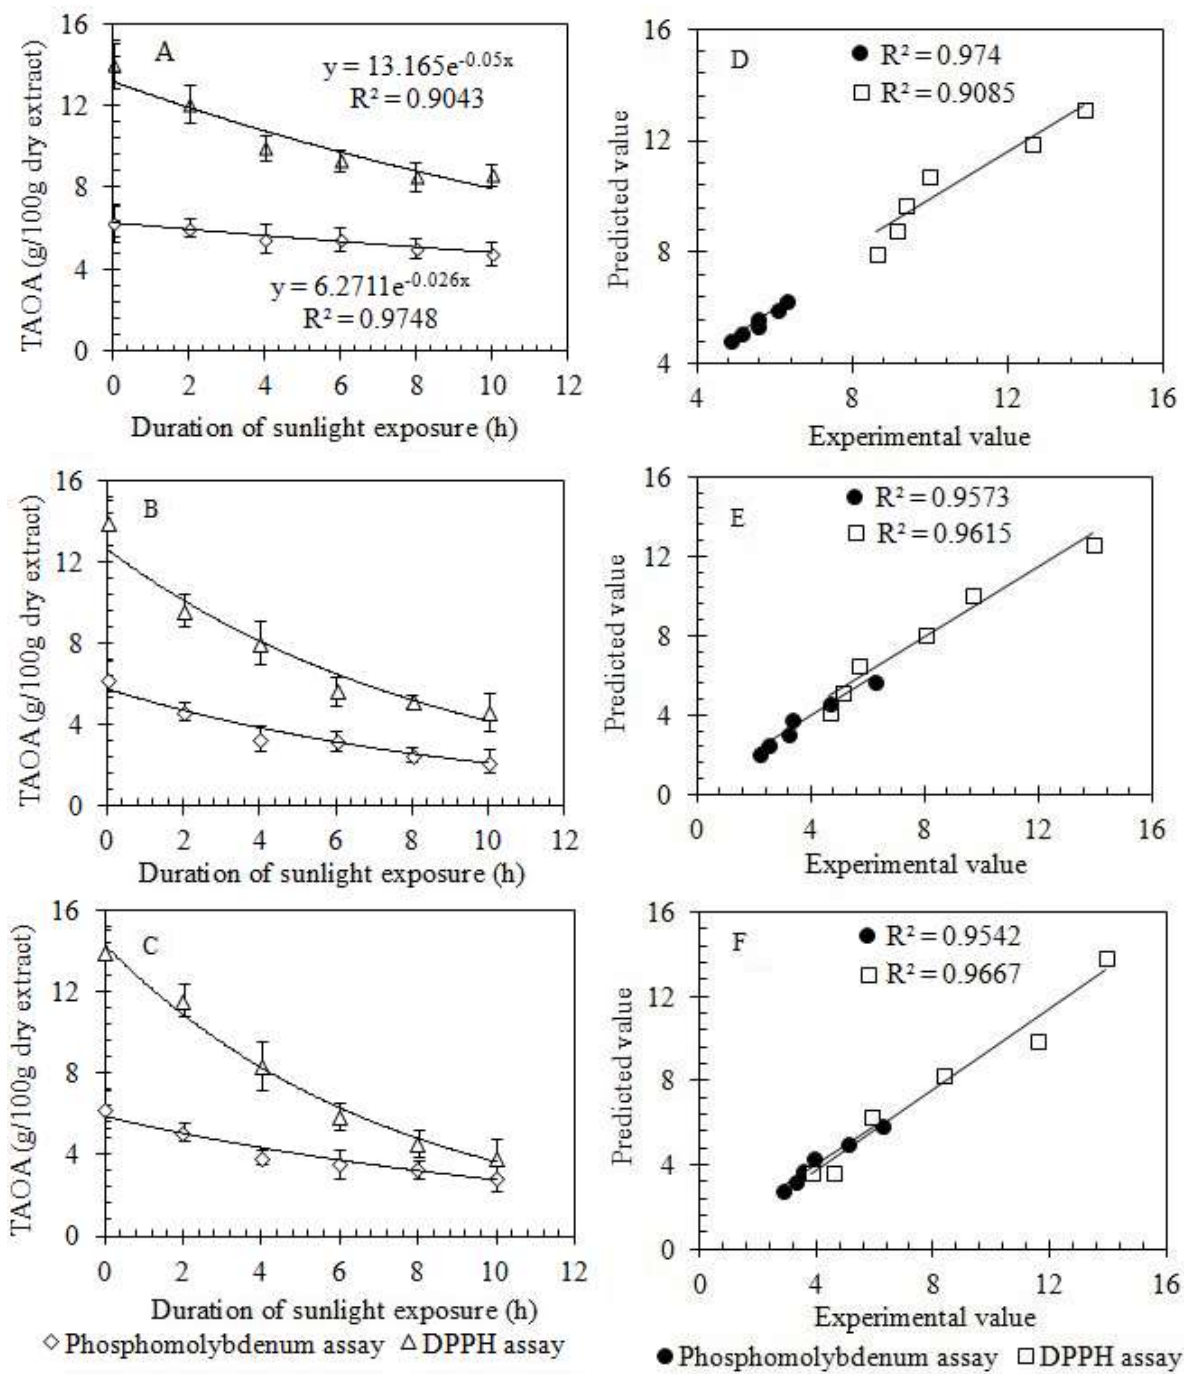 A
y = 13.165e^-0.05x
R² = 0.9043
y = 6.2711e^-0.026x
R² = 0.9748
TAOA (g/100g dry extract)
16
12
8
4
0
0 2 4 6 8 10 12
Duration of sunlight exposure (h)
D
R² = 0.974
R² = 0.9085
Predicted value
16
12
8
4
4 8 12 16
Experimental value
B
TAOA (g/100g dry extract)
16
12
8
4
0
0 2 4 6 8 10 12
Duration of sunlight exposure (h)
E
R² = 0.9573
R² = 0.9615
Predicted value
16
12
8
4
0
0 4 8 12 16
Experimental value
C
TAOA (g/100g dry extract)
16
12
8
4
0
0 2 4 6 8 10 12
Duration of sunlight exposure (h)
Phosphomolybdenum assay DPPH assay
F
R² = 0.9542
R² = 0.9667
Predicted value
16
12
8
4
0
0 4 8 12 16
Experimental value
Phosphomolybdenum assay DPPH assay